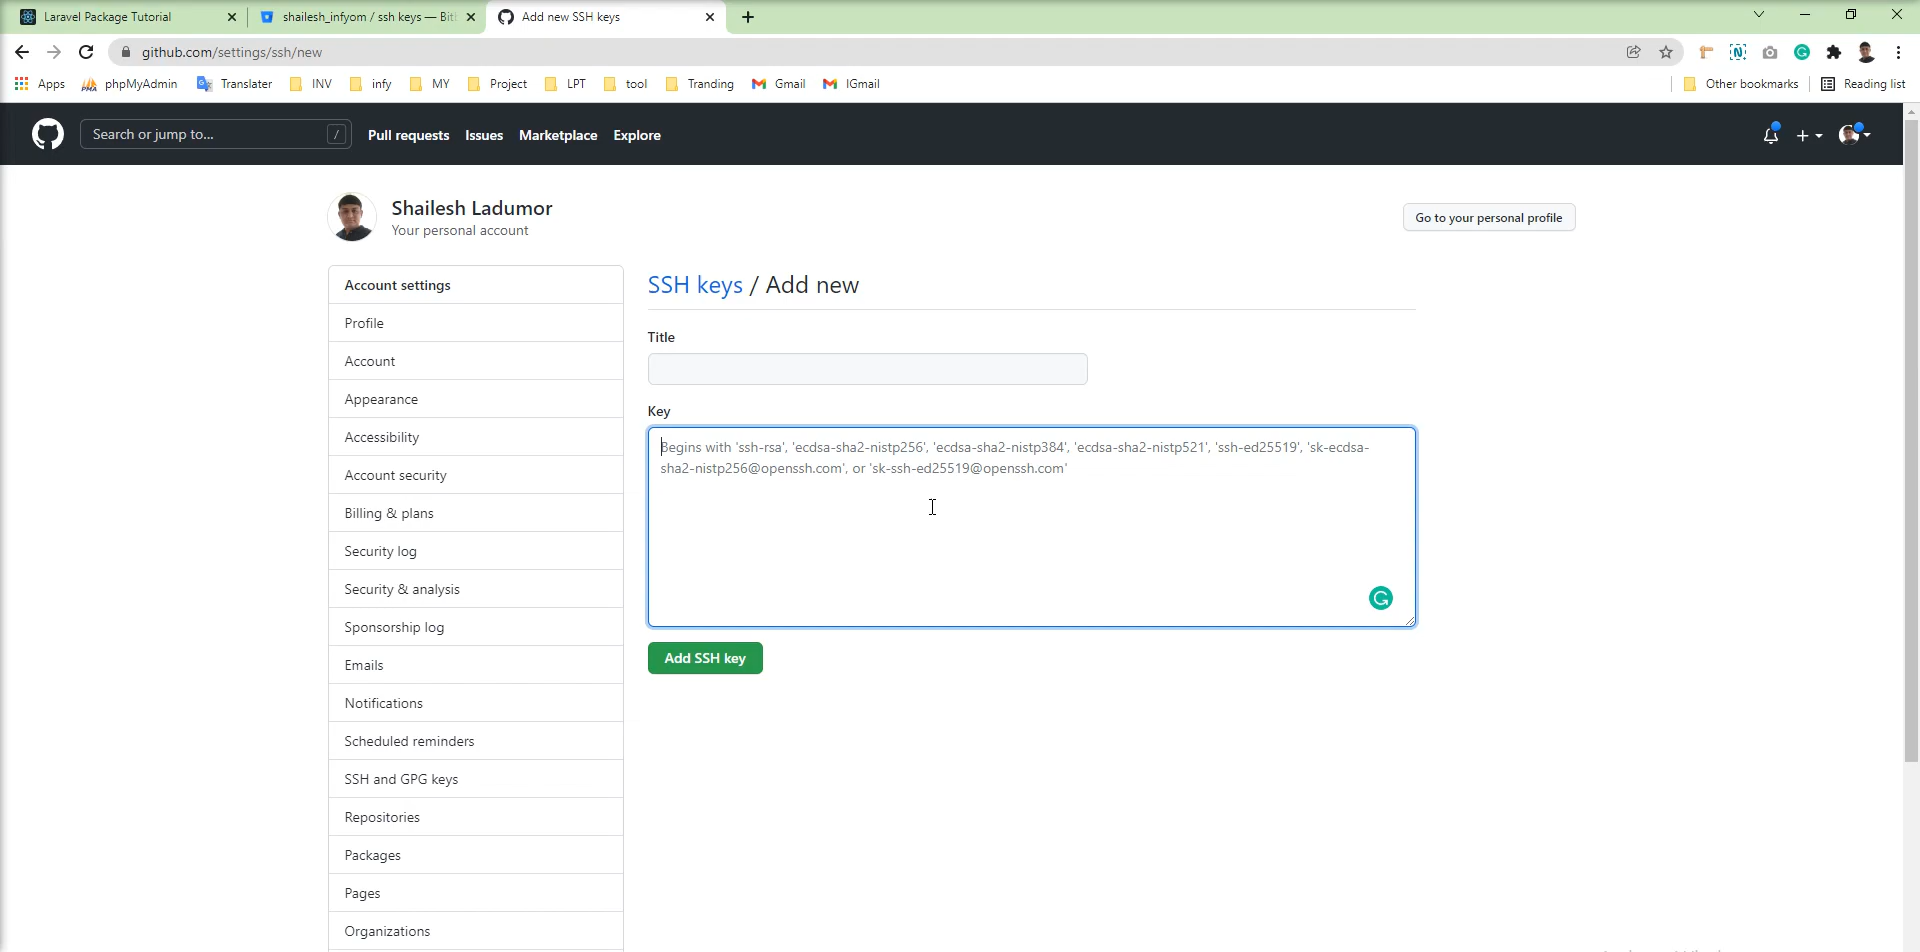 Laravel Package Tutorial
shailesh_infyom / ssh keys — Bit
Add new SSH keys
github.com/settings/ssh/new
Apps
phpMyAdmin
Translater
INV
infy
MY
Project
LPT
tool
Tranding
Gmail
IGmail
Other bookmarks
Reading list
Search or jump to...
/
Pull requests
Issues
Marketplace
Explore
Shailesh Ladumor
Your personal account
Go to your personal profile
Account settings
Profile
Account
Appearance
Accessibility
Account security
Billing & plans
Security log
Security & analysis
Sponsorship log
Emails
Notifications
Scheduled reminders
SSH and GPG keys
Repositories
Packages
Pages
Organizations
SSH keys / Add new
Title
Key
Begins with 'ssh-rsa', 'ecdsa-sha2-nistp256', 'ecdsa-sha2-nistp384', 'ecdsa-sha2-nistp521', 'ssh-ed25519', 'sk-ecdsa-
sha2-nistp256@openssh.com', or 'sk-ssh-ed25519@openssh.com'
Add SSH key